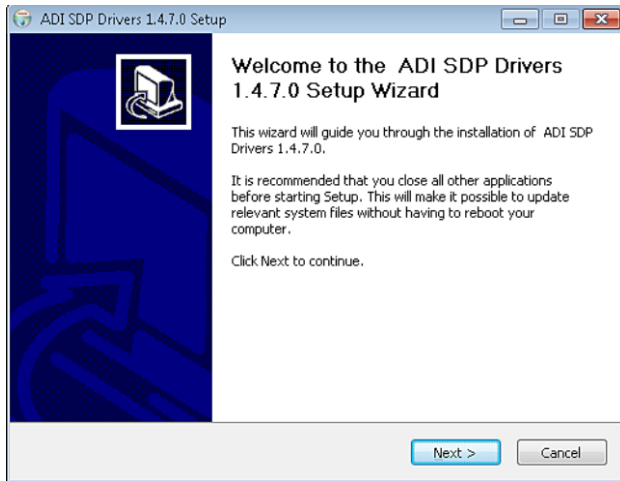 ADI SDP Drivers 1.4.7.0 Setup
Welcome to the ADI SDP Drivers
1.4.7.0 Setup Wizard
This wizard will guide you through the installation of ADI SDP
Drivers 1.4.7.0.
It is recommended that you close all other applications
before starting Setup. This will make it possible to update
relevant system files without having to reboot your
computer.
Click Next to continue.
Next >
Cancel